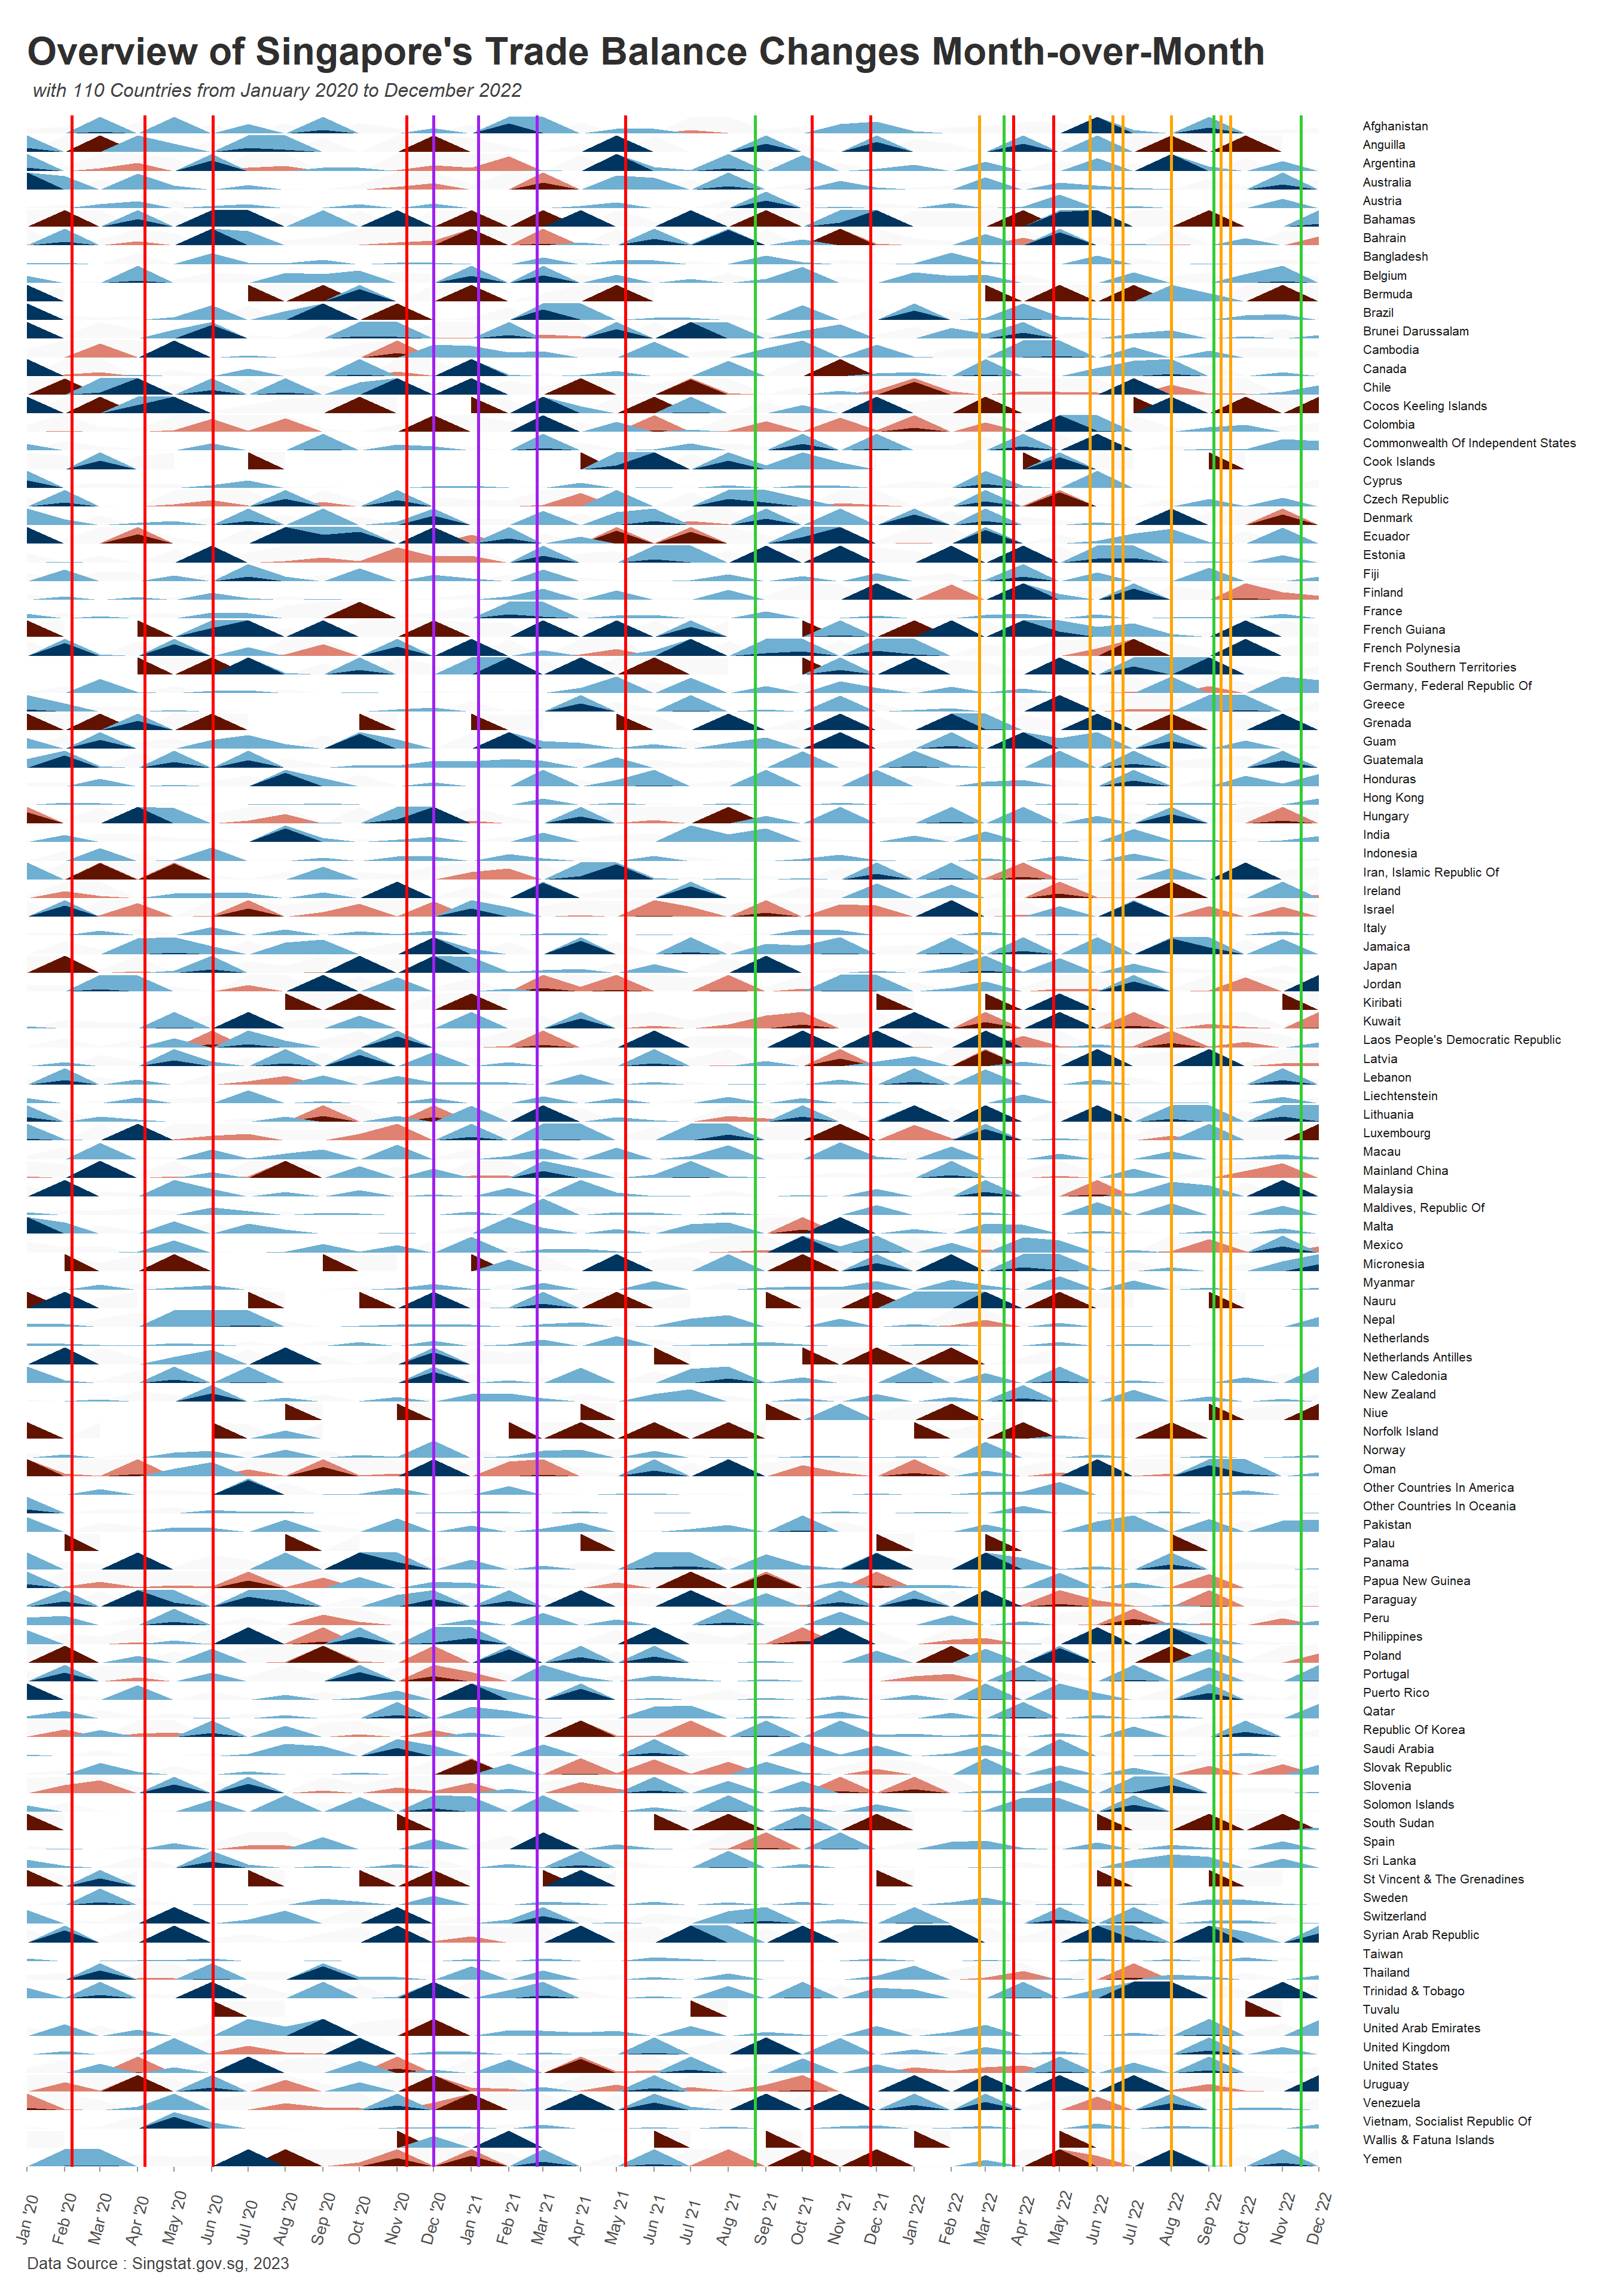 Overview of Singapore's Trade Balance Changes Month-over-Month
with 110 Countries from January 2020 to December 2022
Afghanistan
Anguilla
Argentina
Australia
Austria
Bahamas
Bahrain
Bangladesh
Belgium
Bermuda
Brazil
Brunei Darussalam
Cambodia
Canada
Chile
Cocos Keeling Islands
Colombia
Commonwealth Of Independent States
Cook Islands
Cyprus
Czech Republic
Denmark
Ecuador
Estonia
Fiji
Finland
France
French Guiana
French Polynesia
French Southern Territories
Germany, Federal Republic Of
Greece
Grenada
Guam
Guatemala
Honduras
Hong Kong
Hungary
India
Indonesia
Iran, Islamic Republic Of
Ireland
Israel
Italy
Jamaica
Japan
Jordan
Kiribati
Kuwait
Laos People's Democratic Republic
Latvia
Lebanon
Liechtenstein
Lithuania
Luxembourg
Macau
Mainland China
Malaysia
Maldives, Republic Of
Malta
Mexico
Micronesia
Myanmar
Nauru
Nepal
Netherlands
Netherlands Antilles
New Caledonia
New Zealand
Niue
Norfolk Island
Norway
Oman
Other Countries In America
Other Countries In Oceania
Pakistan
Palau
Panama
Papua New Guinea
Paraguay
Peru
Philippines
Poland
Portugal
Puerto Rico
Qatar
Republic Of Korea
Saudi Arabia
Slovak Republic
Slovenia
Solomon Islands
South Sudan
Spain
Sri Lanka
St Vincent & The Grenadines
Sweden
Switzerland
Syrian Arab Republic
Taiwan
Thailand
Trinidad & Tobago
Tuvalu
United Arab Emirates
United Kingdom
United States
Uruguay
Venezuela
Vietnam, Socialist Republic Of
Wallis & Fatuna Islands
Yemen
Jan '20 Feb '20 Mar '20 Apr '20 May '20 Jun '20 Jul '20 Aug '20 Sep '20 Oct '20 Nov '20 Dec '20 Jan '21 Feb '21 Mar '21 Apr '21 May '21 Jun '21 Jul '21 Aug '21 Sep '21 Oct '21 Nov '21 Dec '21 Jan '22 Feb '22 Mar '22 Apr '22 May '22 Jun '22 Jul '22 Aug '22 Sep '22 Oct '22 Nov '22 Dec '22
Data Source : Singstat.gov.sg, 2023